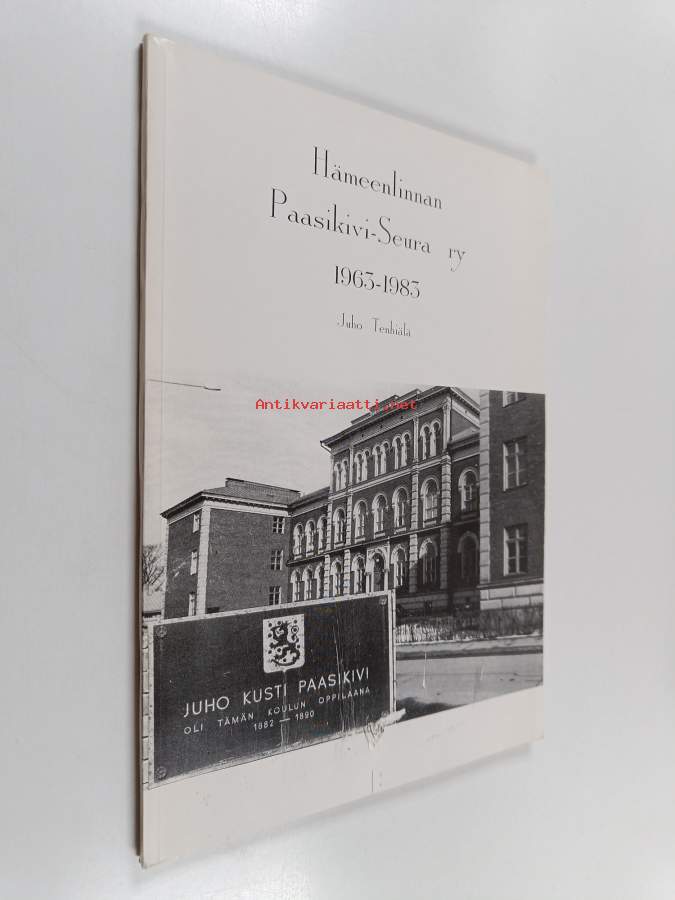 Hämeenlinnan
Paasikivi-Seura ry
1963-1983
Juho Tenhiälä
Antikvariaatti.net
JUHO KUSTI PAASIKIVI
OLI TÄMÄN KOULUN OPPILAANA
1882 — 1890